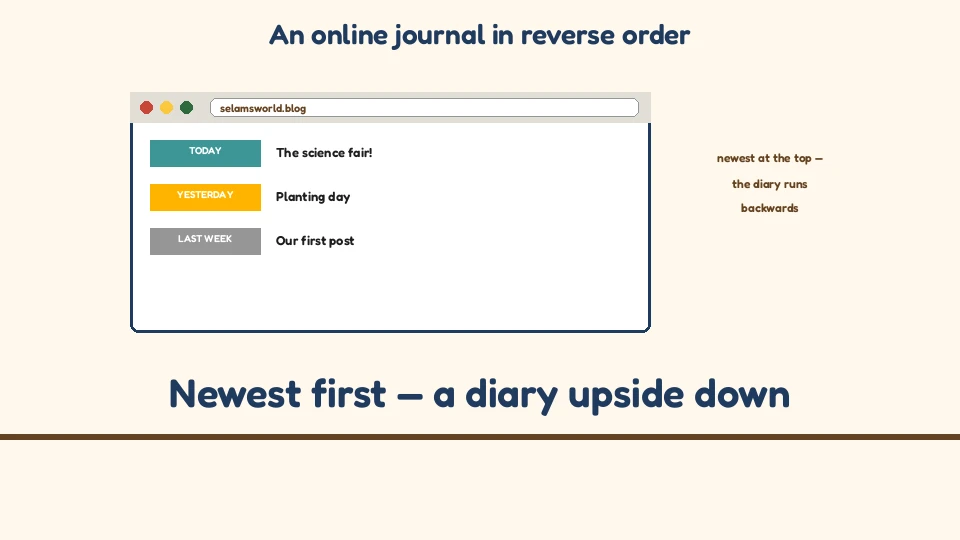 An online journal in reverse order
selamsworld.blog
TODAY
The science fair!
YESTERDAY
Planting day
LAST WEEK
Our first post
newest at the top —
the diary runs
backwards
Newest first — a diary upside down